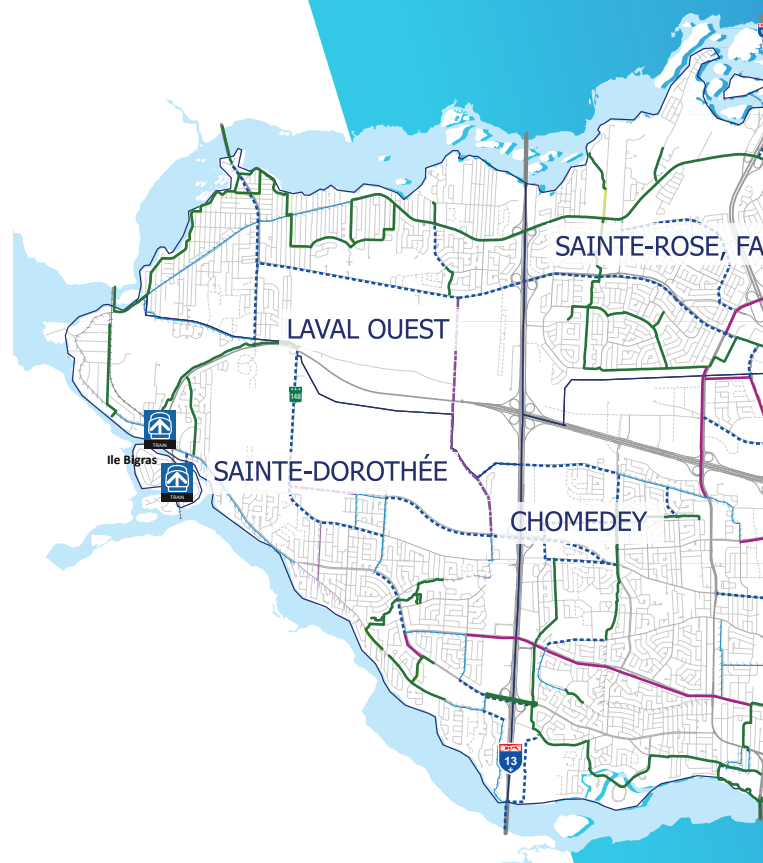 SAINTE-ROSE, FA
LAVAL OUEST
148
TRAIN
Ile Bigras
SAINTE-DOROTHÉE
TRAIN
CHOMEDEY
13